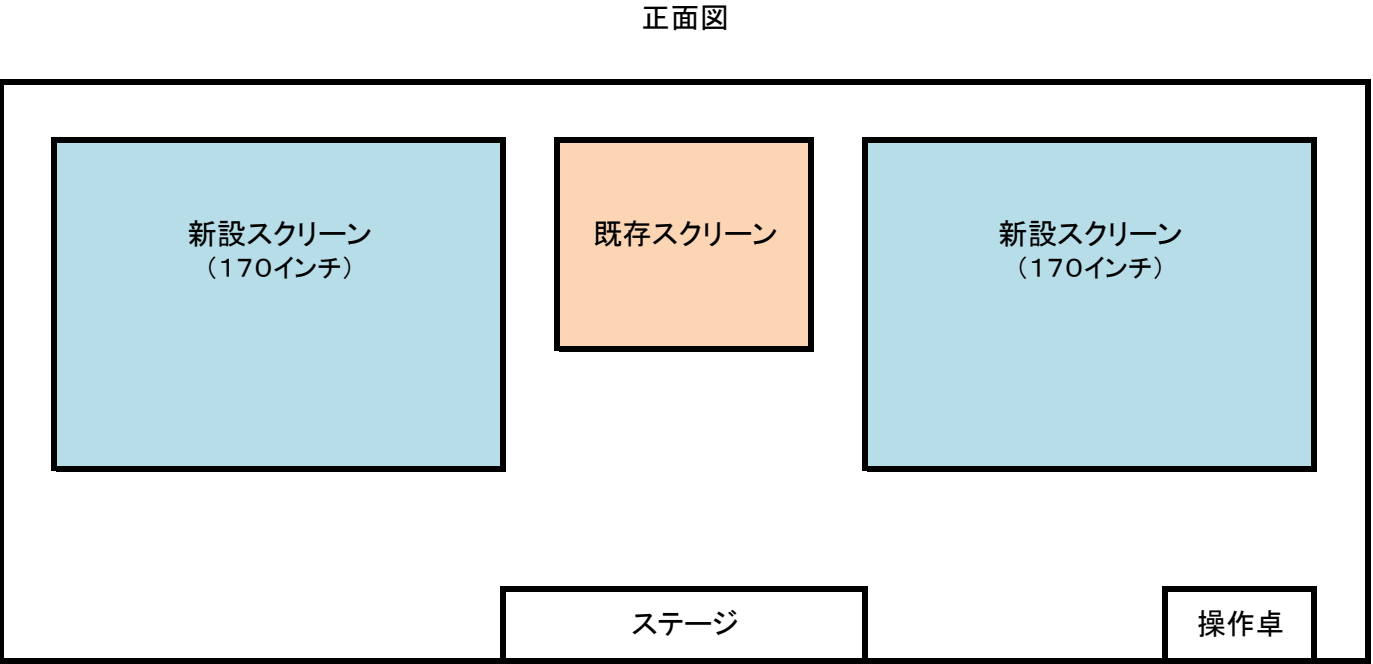 正面図
新設スクリーン
（１７０インチ）
既存スクリーン
新設スクリーン
（１７０インチ）
ステージ
操作卓